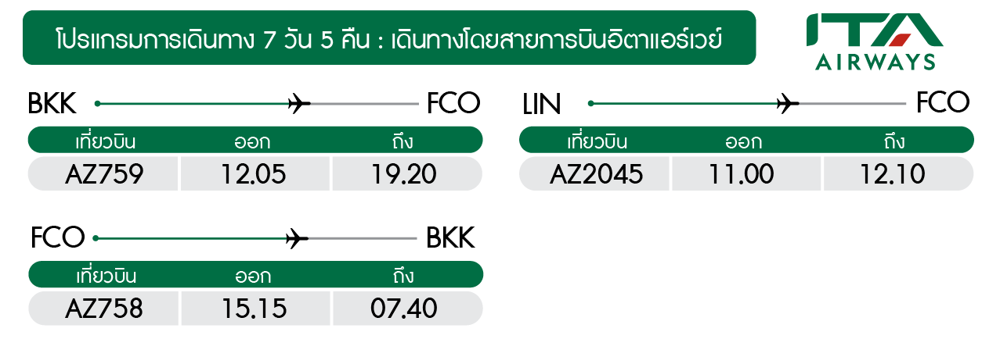 โปรแกรมการเดินทาง 7 วัน 5 คืน : เดินทางโดยสายการบินอิตาแอร์เวย์
ITA
AIRWAYS
BKK FCO
เที่ยวบิน ออก ถึง
AZ759 12.05 19.20
LIN FCO
เที่ยวบิน ออก ถึง
AZ2045 11.00 12.10
FCO BKK
เที่ยวบิน ออก ถึง
AZ758 15.15 07.40